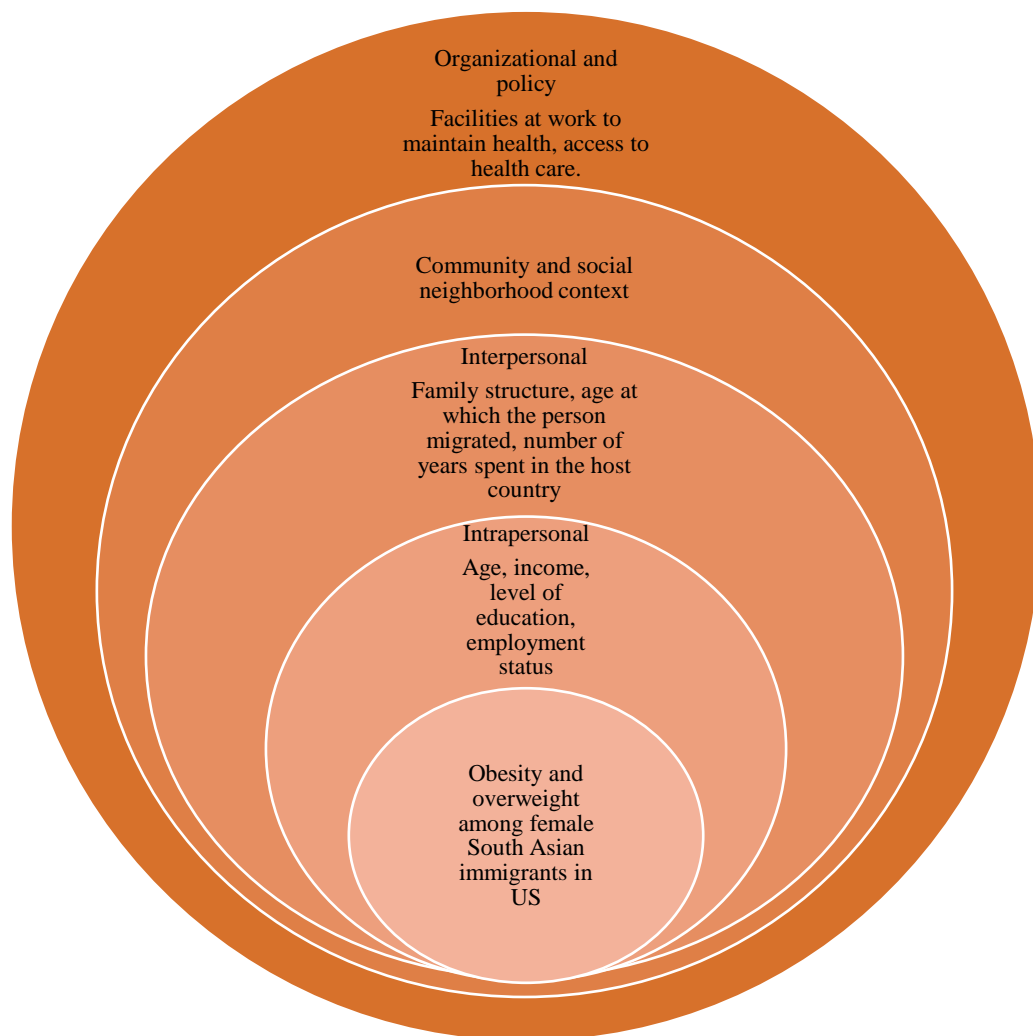 Organizational and
policy
Facilities at work to
maintain health, access to
health care.
Community and social
neighborhood context
Interpersonal
Family structure, age at
which the person
migrated, number of
years spent in the host
country
Intrapersonal
Age, income,
level of
education,
employment
status
Obesity and
overweight
among female
South Asian
immigrants in
US